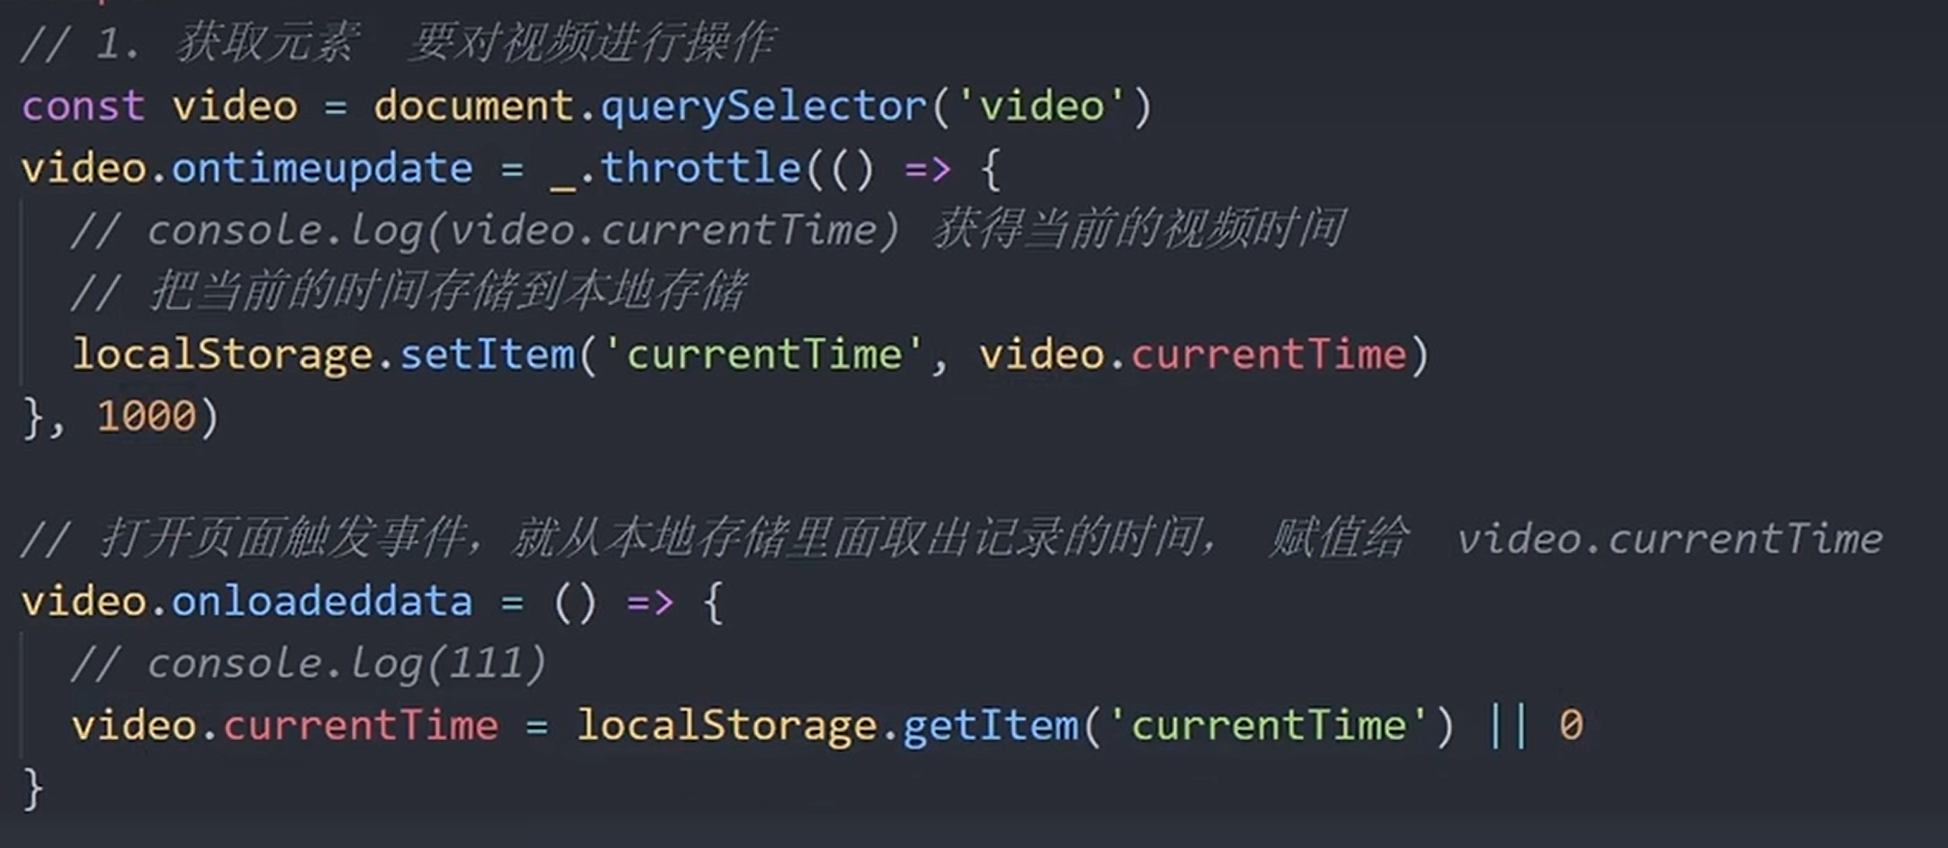 // 1. 获取元素  要对视频进行操作
const video = document.querySelector('video')
video.ontimeupdate = _.throttle(() => {
  // console.log(video.currentTime) 获得当前的视频时间
  // 把当前的时间存储到本地存储
  localStorage.setItem('currentTime', video.currentTime)
}, 1000)

// 打开页面触发事件，就从本地存储里面取出记录的时间， 赋值给  video.currentTime
video.onloadeddata = () => {
  // console.log(111)
  video.currentTime = localStorage.getItem('currentTime') || 0
}